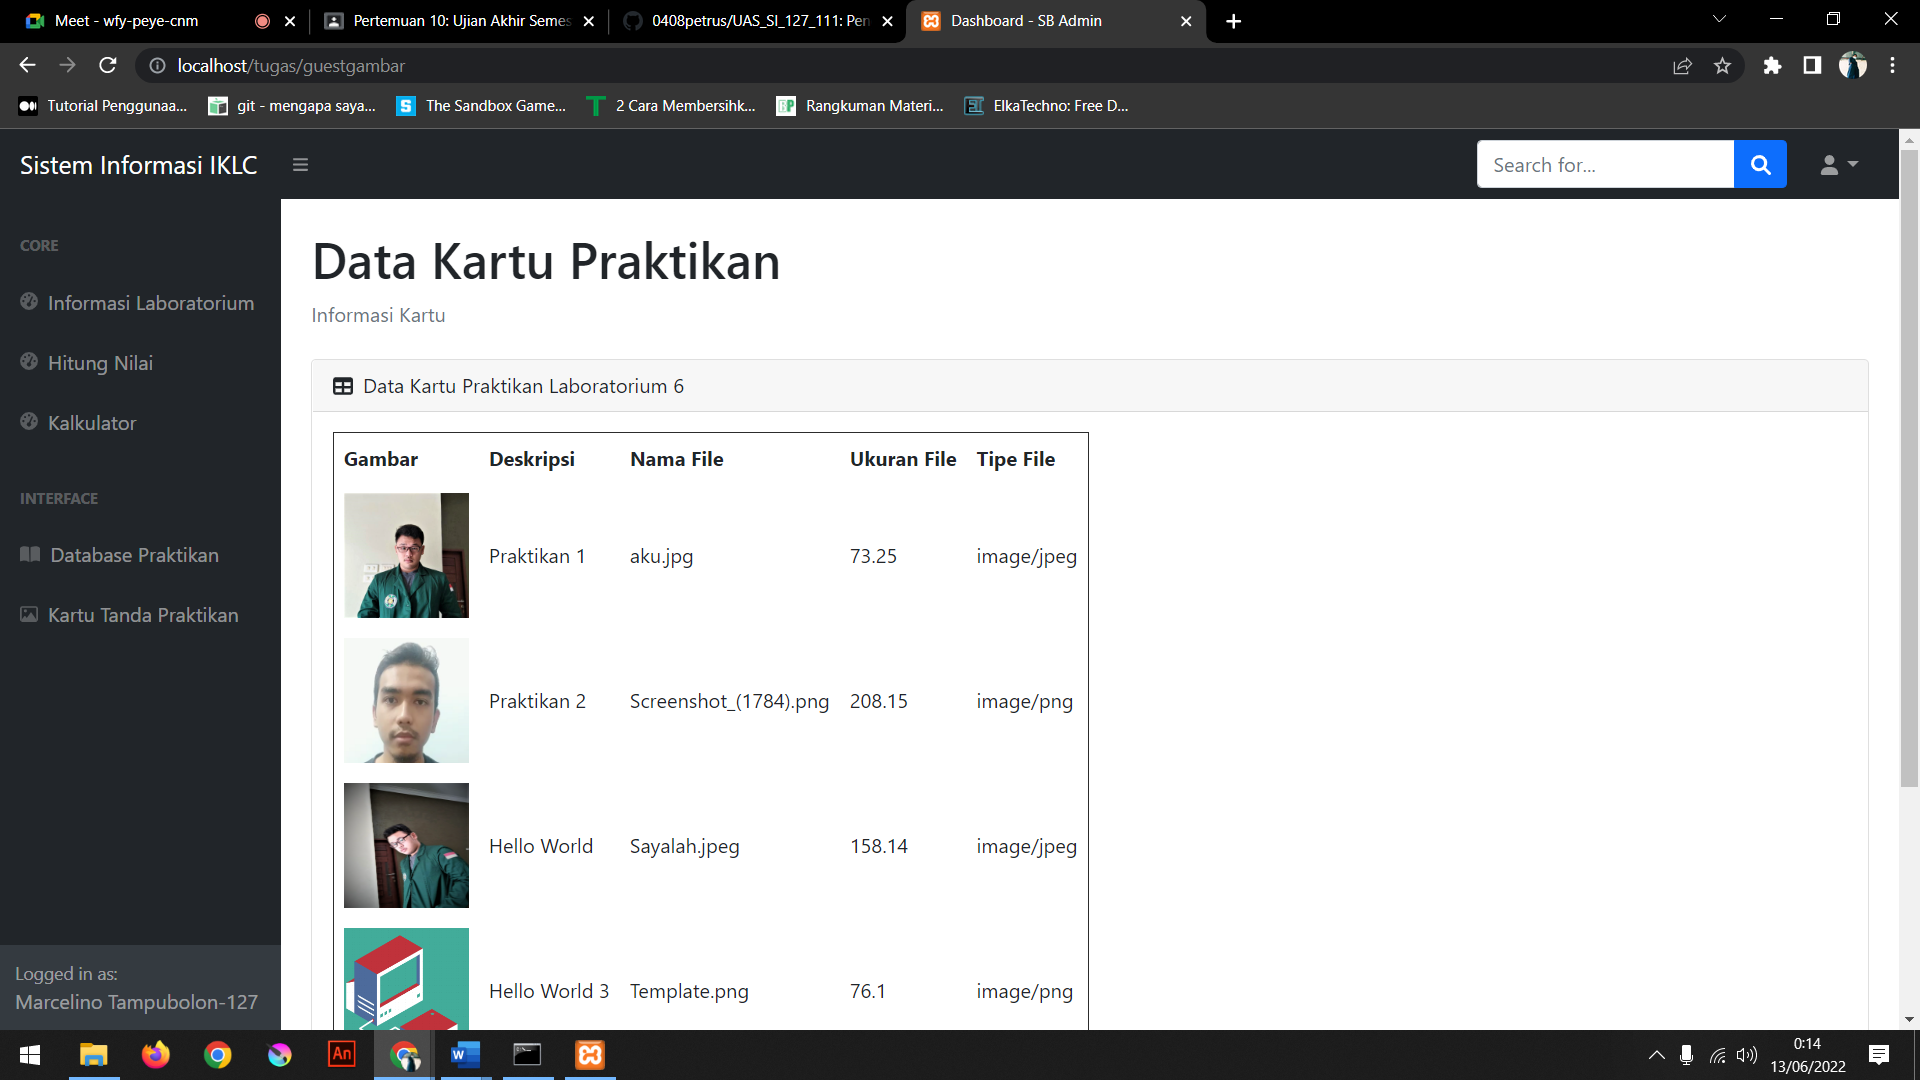 Meet - wfy-peye-cnm
Pertemuan 10: Ujian Akhir Semes
0408petrus/UAS_SI_127_111: Pen
Dashboard - SB Admin
localhost/tugas/guestgambar
Tutorial Penggunaa...
git - mengapa saya...
The Sandbox Game...
2 Cara Membersihk...
Rangkuman Materi...
ElkaTechno: Free D...
Sistem Informasi IKLC
Search for...
CORE
Informasi Laboratorium
Hitung Nilai
Kalkulator
INTERFACE
Database Praktikan
Kartu Tanda Praktikan
Logged in as:
Marcelino Tampubolon-127
Data Kartu Praktikan
Informasi Kartu
Data Kartu Praktikan Laboratorium 6
Gambar Deskripsi Nama File Ukuran File Tipe File
Praktikan 1 aku.jpg 73.25 image/jpeg
Praktikan 2 Screenshot_(1784).png 208.15 image/png
Hello World Sayalah.jpeg 158.14 image/jpeg
Hello World 3 Template.png 76.1 image/png
An
0:14
13/06/2022